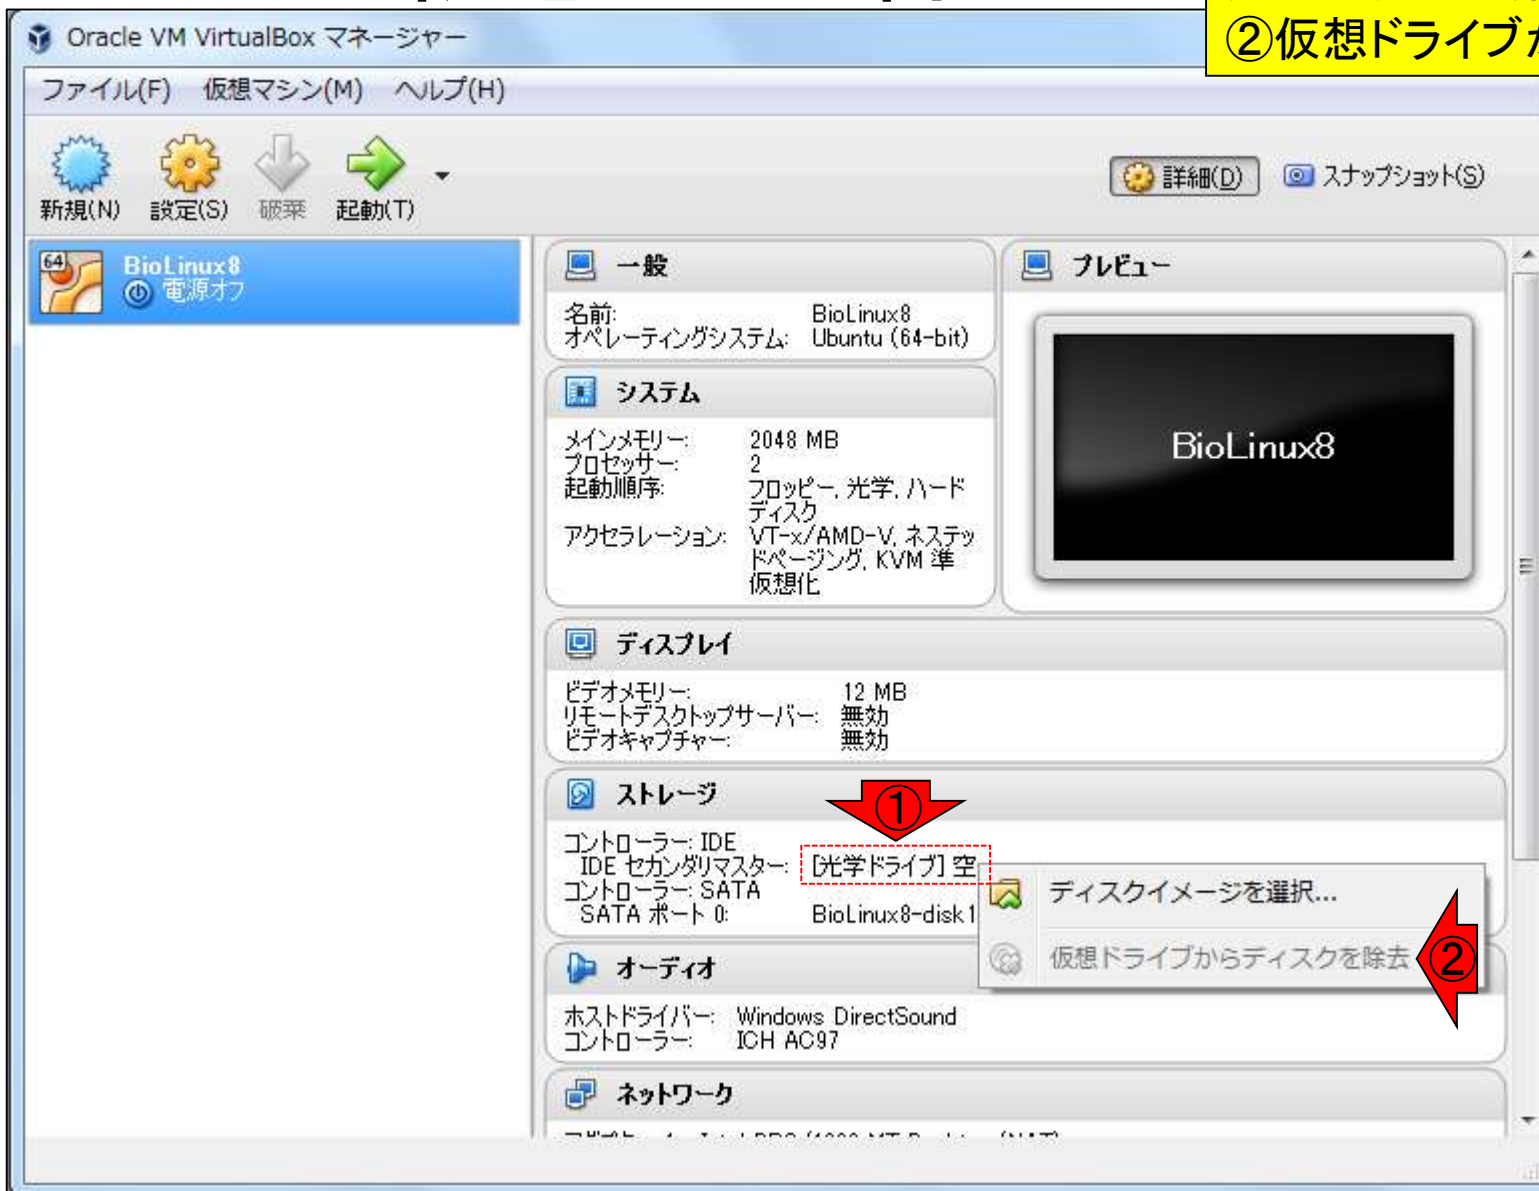 ②仮想ドライブか
Oracle VM VirtualBox マネージャー
ファイル(F) 仮想マシン(M) ヘルプ(H)
新規(N) 設定(S) 破棄 起動(T)
詳細(D) スナップショット(S)
64
BioLinux8
電源オフ
一般
名前: BioLinux8
オペレーティングシステム: Ubuntu (64-bit)
プレビュー
BioLinux8
システム
メインメモリー: 2048 MB
プロセッサー: 2
起動順序: フロッピー, 光学, ハード
ディスク
アクセラレーション: VT-x/AMD-V, ネステッ
ドページング, KVM 準
仮想化
ディスプレイ
ビデオメモリー: 12 MB
リモートデスクトップサーバー: 無効
ビデオキャプチャー: 無効
ストレージ
①
コントローラー: IDE
IDE セカンダリマスター: [光学ドライブ] 空
コントローラー: SATA
SATA ポート 0: BioLinux8-disk1
ディスクイメージを選択...
仮想ドライブからディスクを除去
②
オーディオ
ホストドライバー: Windows DirectSound
コントローラー: ICH AC97
ネットワーク